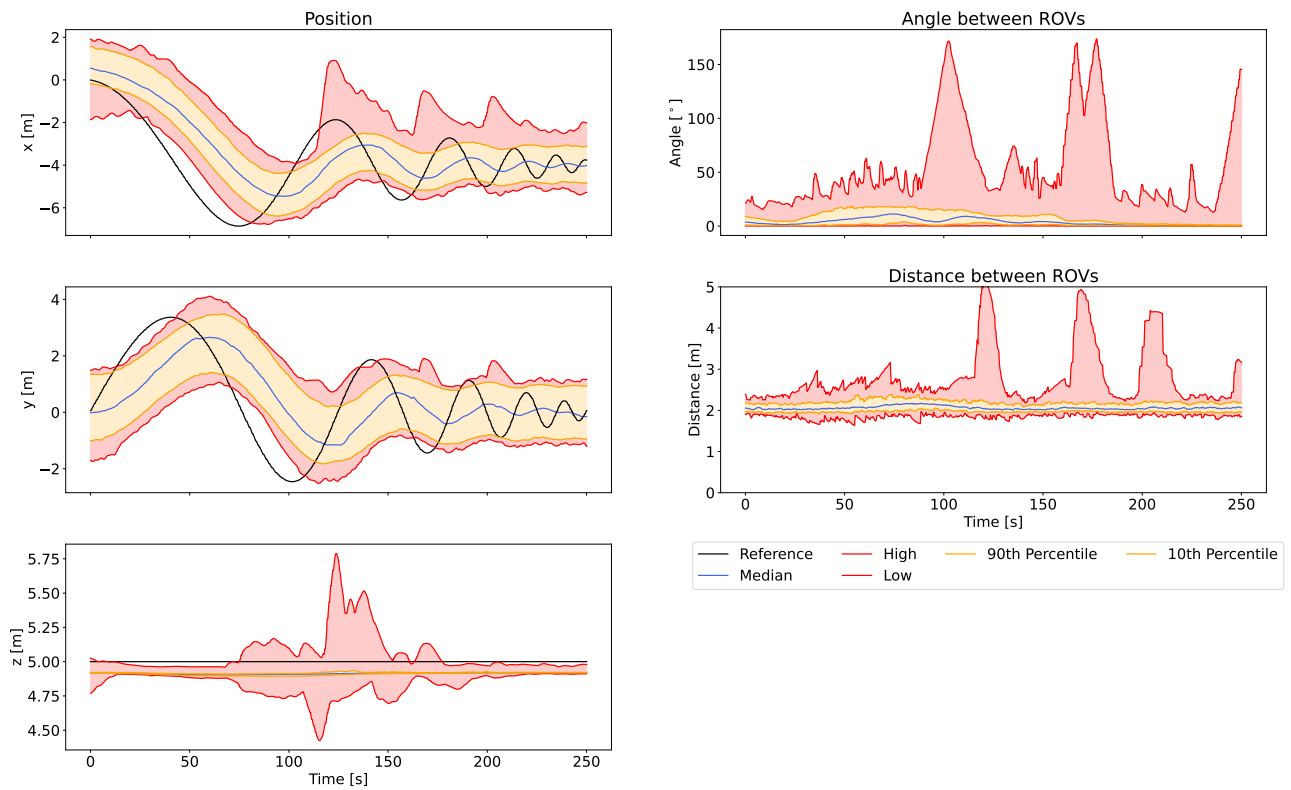 Position
2
0
−2
−4
−6
x [m]
4
2
0
−2
y [m]
5.75
5.50
5.25
5.00
4.75
4.50
z [m]
0 50 100 150 200 250
Time [s]
Angle between ROVs
150
100
50
0
Angle [°]
Distance between ROVs
5
4
3
2
1
0
Distance [m]
0 50 100 150 200 250
Time [s]
Reference High 90th Percentile 10th Percentile
Median Low